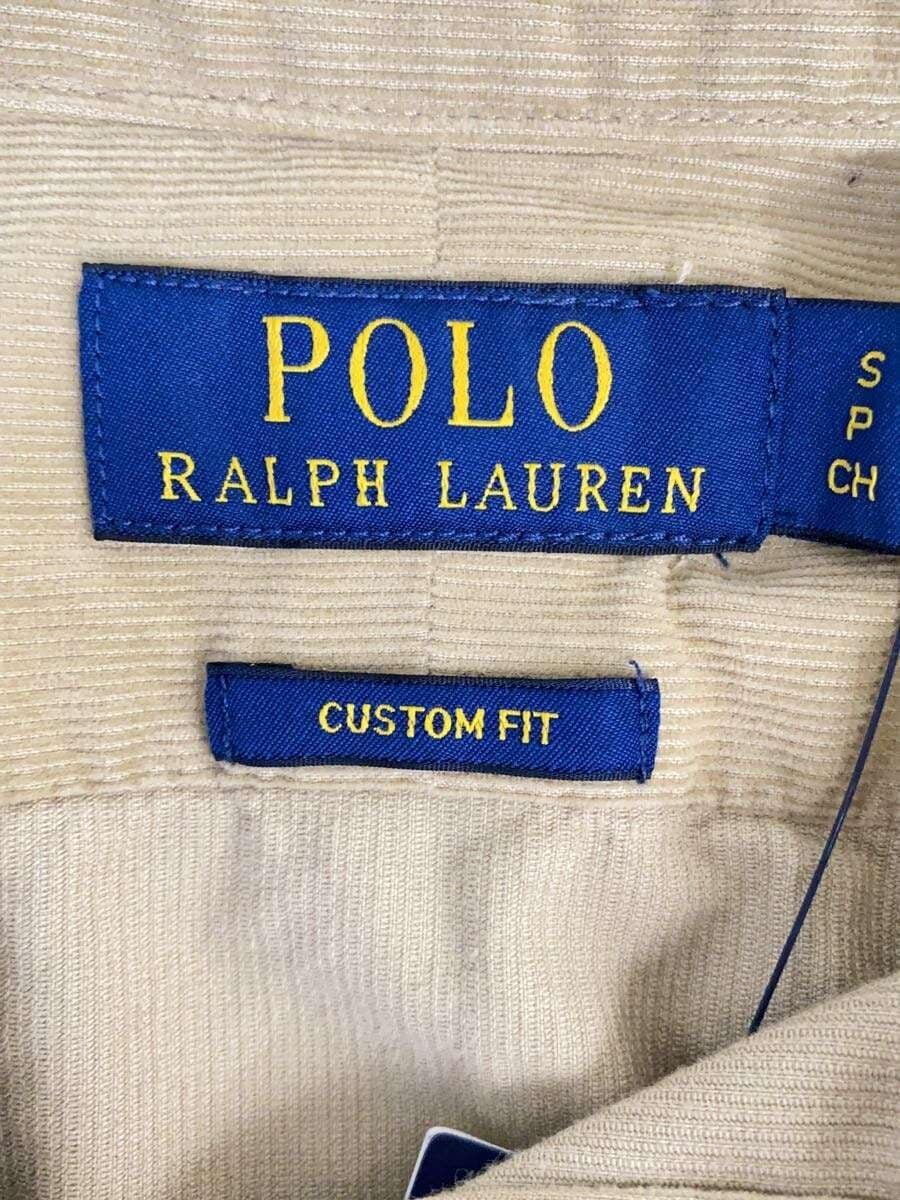 POLO
RALPH LAUREN
S
P
CH
CUSTOM FIT